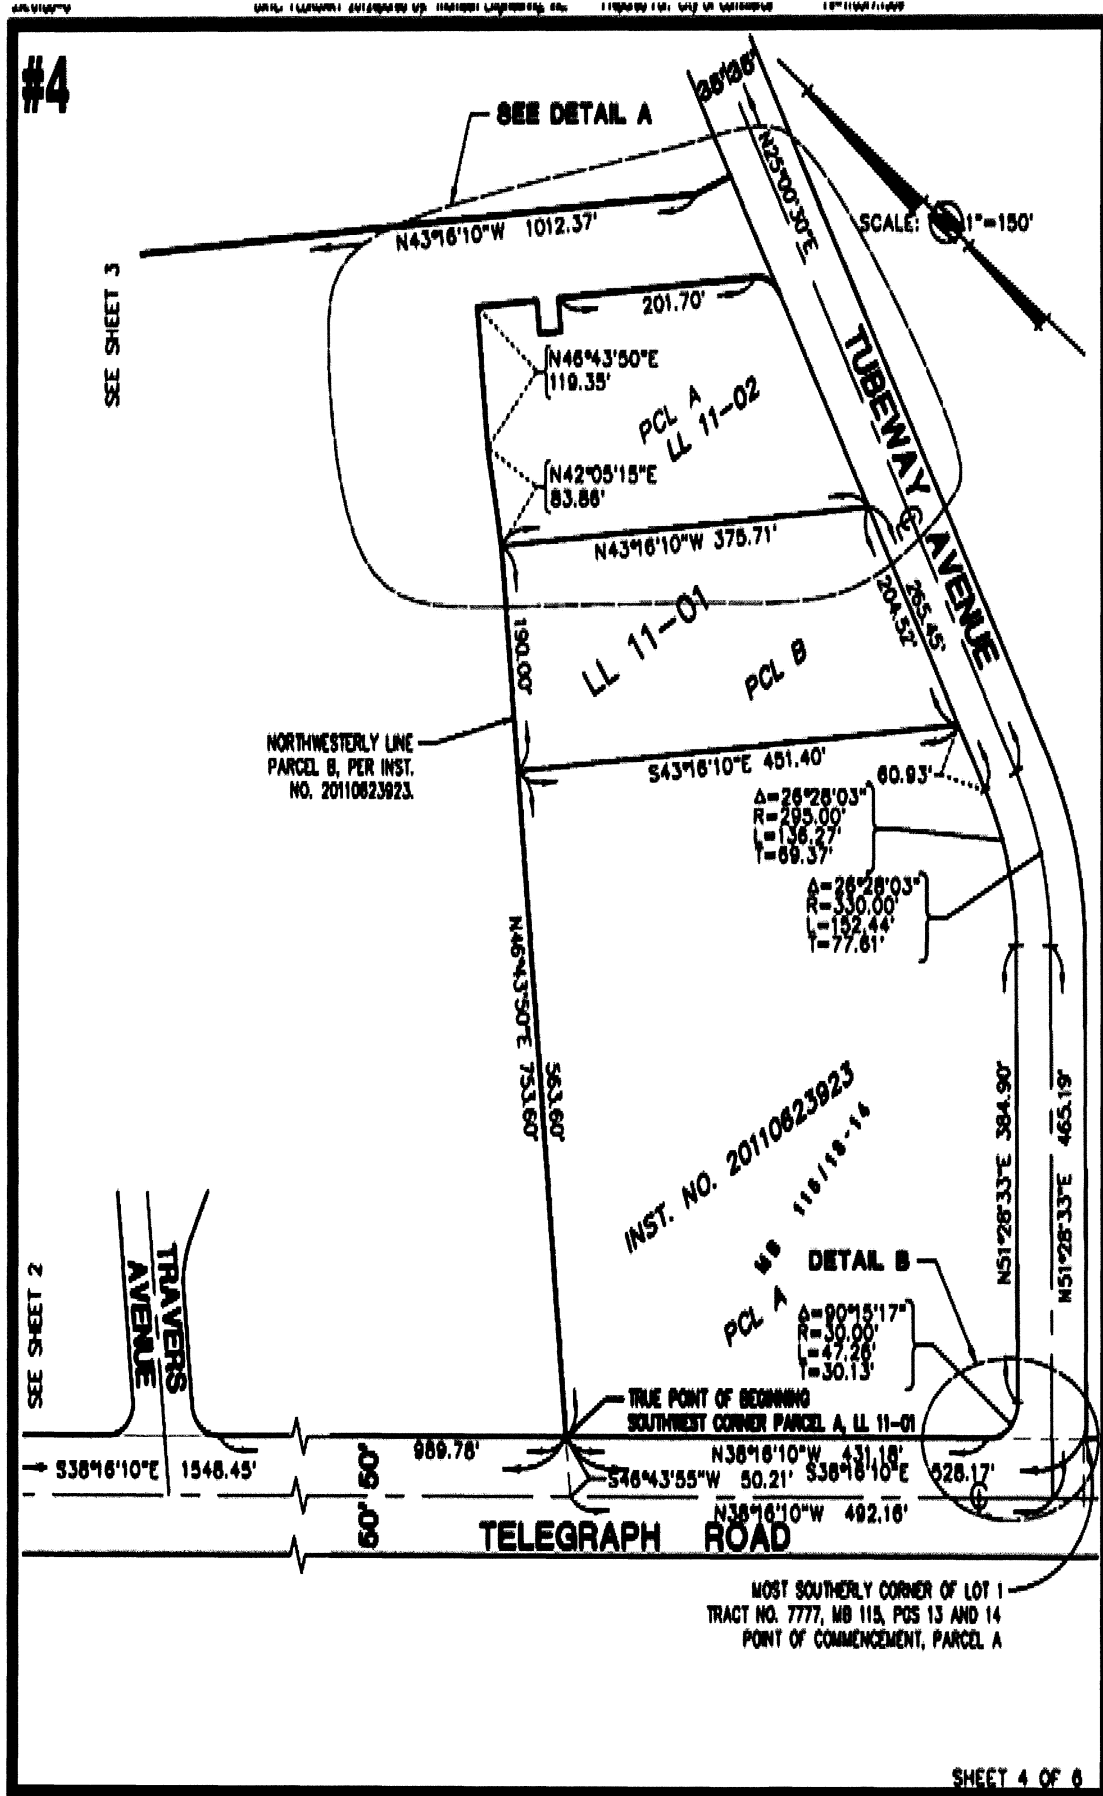 #4
SEE DETAIL A
35'
35'
N25°00'30"E
SCALE: 1"=150'
N43°16'10"W 1012.37'
SEE SHEET 3
201.70'
N46°43'50"E
119.35'
PCL A
LL 11-02
TUBEWAY AVENUE
N42°05'15"E
83.86'
N43°16'10"W 375.71'
204.52'
265.45'
190.00'
LL 11-01
PCL B
NORTHWESTERLY LINE
PARCEL B, PER INST.
NO. 20110623923.
S43°16'10"E 451.40'
60.93'
Δ=26°28'03"
R=295.00'
L=136.27'
T=69.37'
Δ=26°28'03"
R=330.00'
L=152.44'
T=77.61'
N46°43'50"E 753.60'
563.60'
INST. NO. 20110623923
PCL A
N51°28'33"E 384.90'
N51°28'33"E 465.19'
DETAIL B
Δ=90°15'17"
R=30.00'
L=47.26'
T=30.13'
SEE SHEET 2
TRAVERS
AVENUE
TRUE POINT OF BEGINNING
SOUTHWEST CORNER PARCEL A, LL 11-01
S38°16'10"E 1548.45'
50' 50'
989.78'
N38°16'10"W 431.18'
S46°43'55"W 50.21'
S38°16'10"E 528.17'
N38°16'10"W 492.16'
TELEGRAPH ROAD
MOST SOUTHERLY CORNER OF LOT 1
TRACT NO. 7777, MB 115, PGS 13 AND 14
POINT OF COMMENCEMENT, PARCEL A
SHEET 4 OF 6